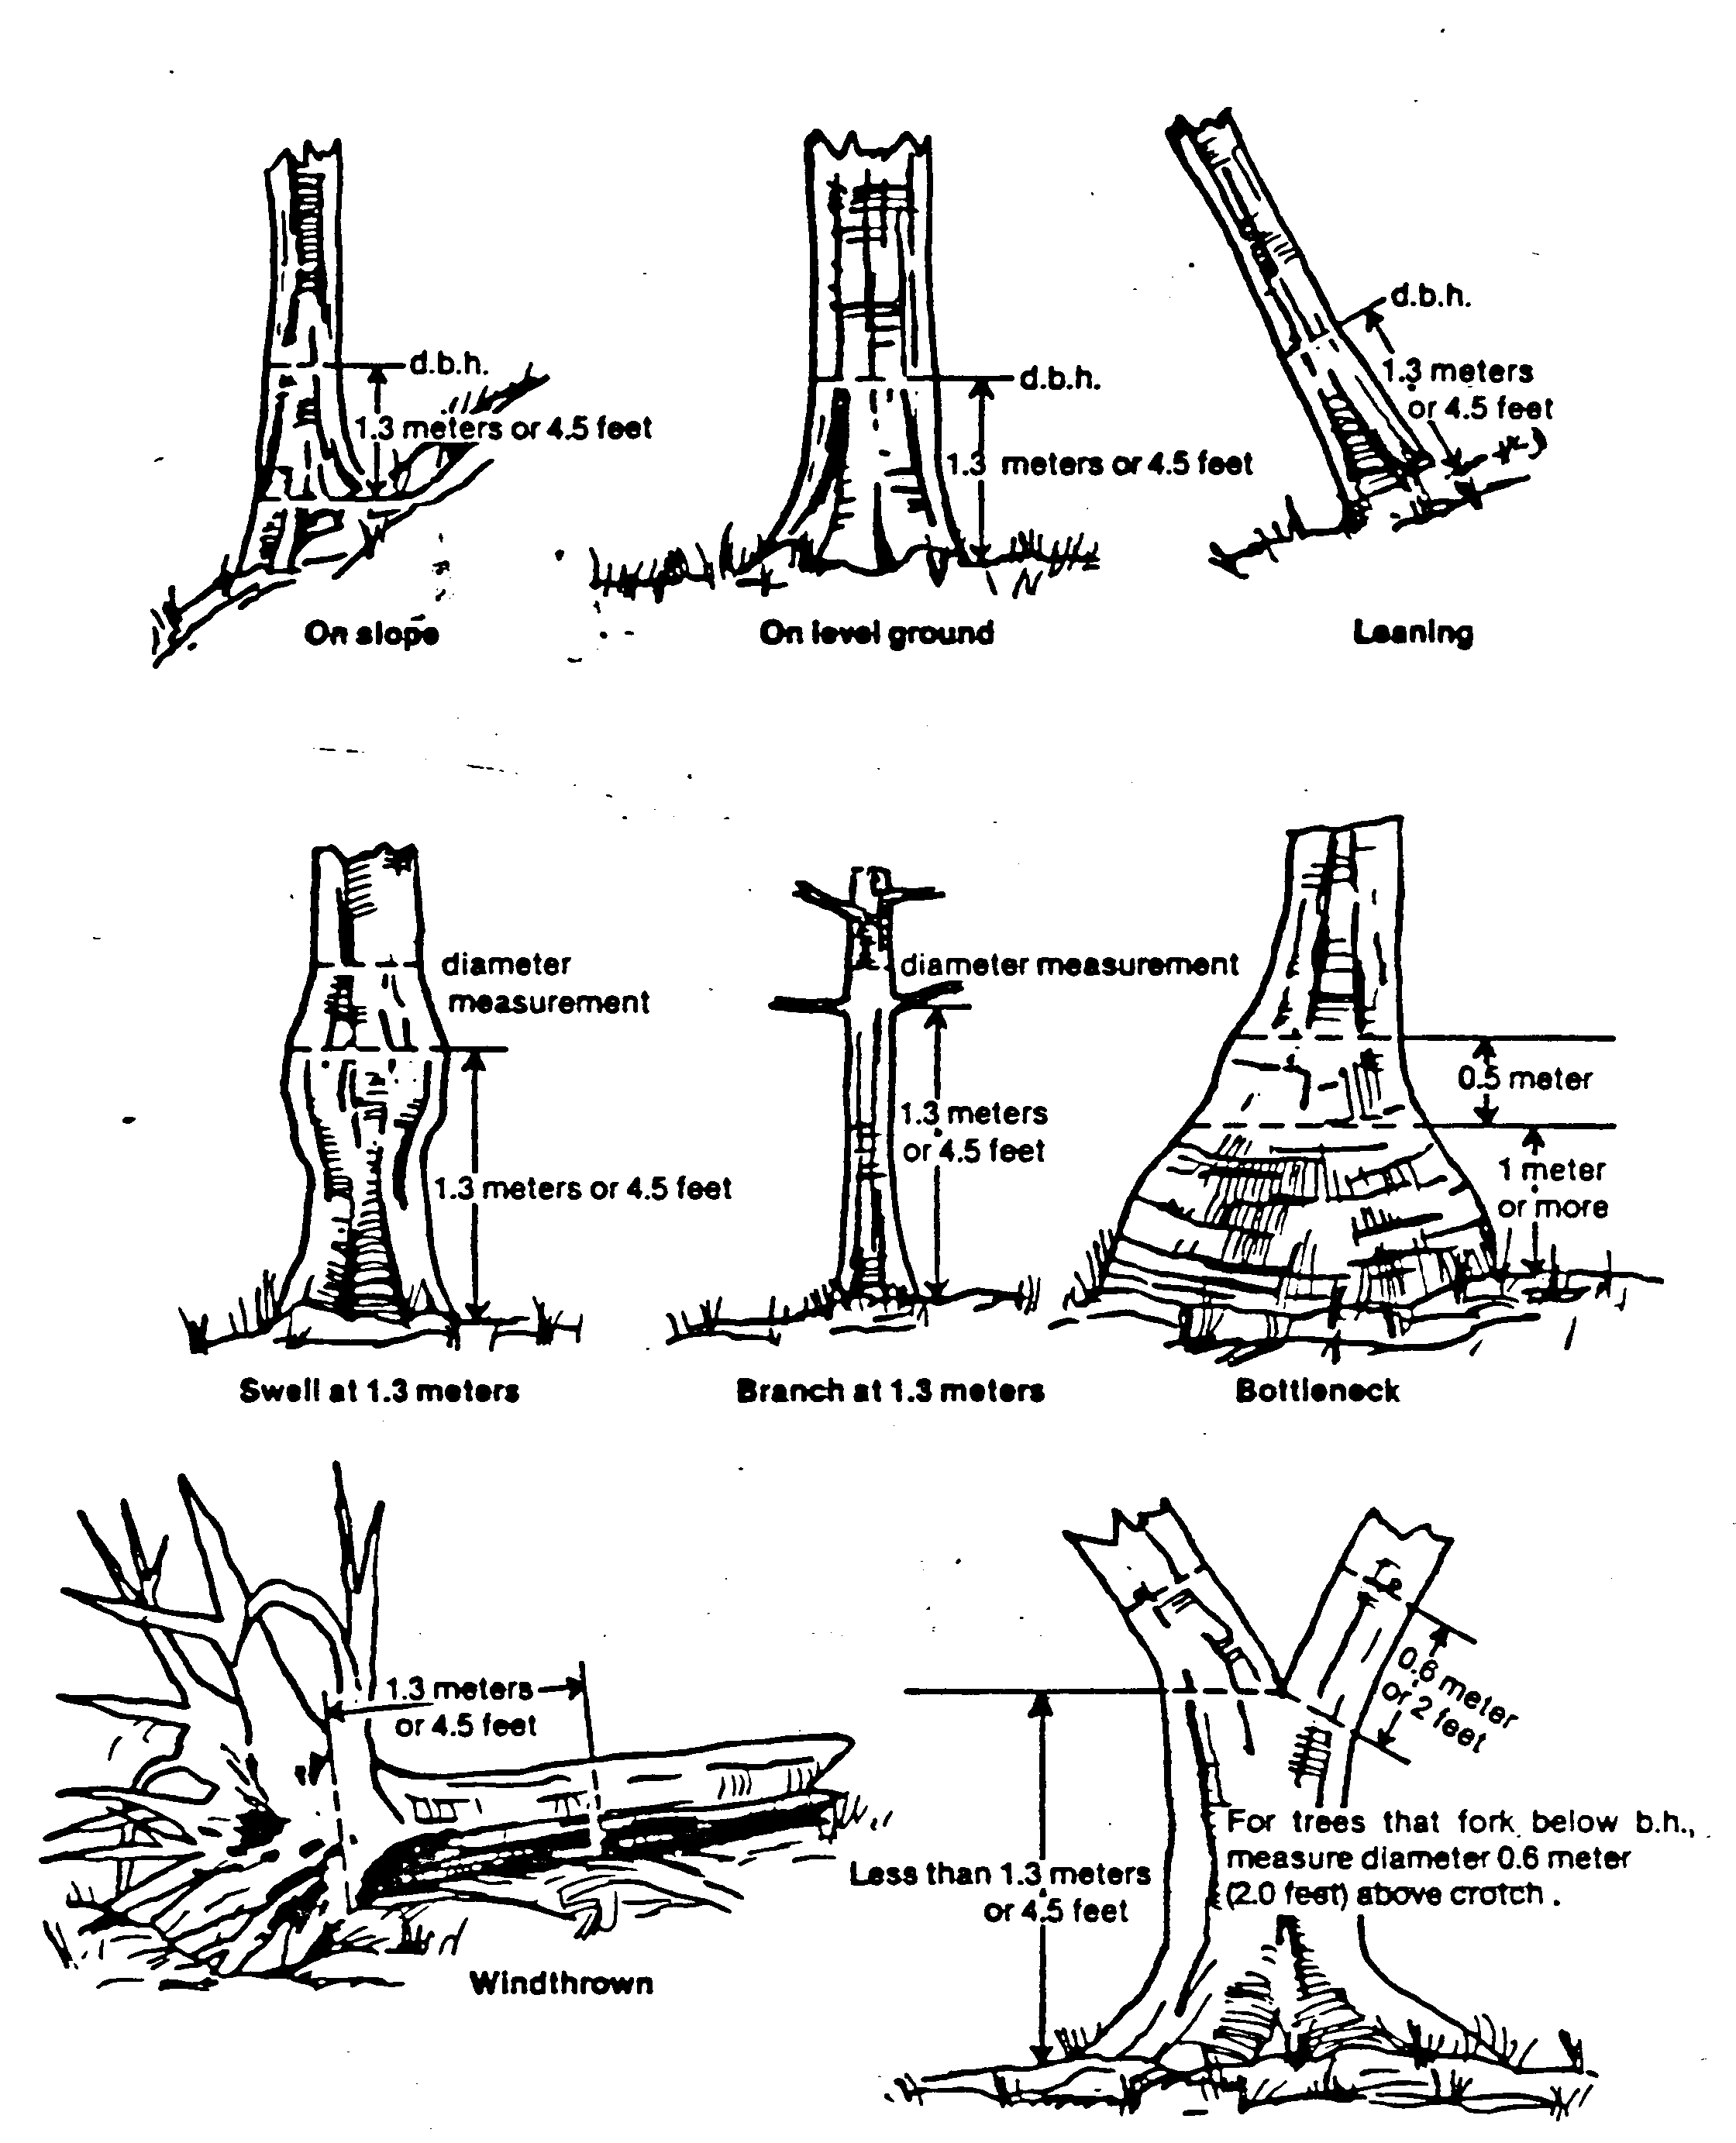 d.b.h.
1.3 meters or 4.5 feet
On slope
d.b.h.
1.3 meters or 4.5 feet
On level ground
d.b.h.
1.3 meters
or 4.5 feet
Leaning
diameter
measurement
1.3 meters or 4.5 feet
Swell at 1.3 meters
diameter measurement
1.3 meters
or 4.5 feet
Branch at 1.3 meters
0.5 meter
1 meter
or more
Bottleneck
1.3 meters
or 4.5 feet
Windthrown
0.6 meter
or 2 feet
Less than 1.3 meters
or 4.5 feet
For trees that fork below b.h.,
measure diameter 0.6 meter
(2.0 feet) above crotch .